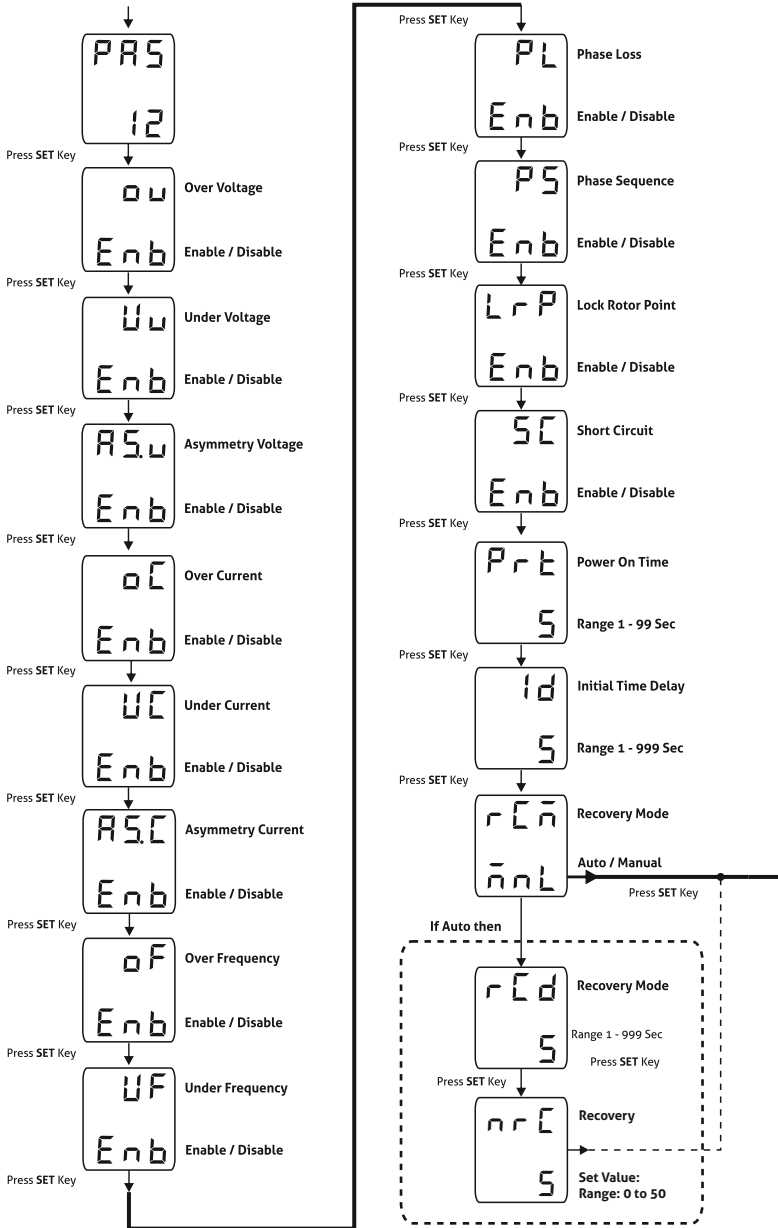 PAS
12
Press SET Key
ou
Over Voltage
Enb
Enable / Disable
Press SET Key
Uu
Under Voltage
Enb
Enable / Disable
Press SET Key
AS.u
Asymmetry Voltage
Enb
Enable / Disable
Press SET Key
oC
Over Current
Enb
Enable / Disable
Press SET Key
UC
Under Current
Enb
Enable / Disable
Press SET Key
AS.C
Asymmetry Current
Enb
Enable / Disable
Press SET Key
oF
Over Frequency
Enb
Enable / Disable
Press SET Key
UF
Under Frequency
Enb
Enable / Disable
Press SET Key
Press SET Key
PL
Phase Loss
Enb
Enable / Disable
Press SET Key
PS
Phase Sequence
Enb
Enable / Disable
Press SET Key
LrP
Lock Rotor Point
Enb
Enable / Disable
Press SET Key
SC
Short Circuit
Enb
Enable / Disable
Press SET Key
Prt
Power On Time
5
Range 1 - 99 Sec
Press SET Key
Id
Initial Time Delay
5
Range 1 - 999 Sec
Press SET Key
rCn̄
Recovery Mode
n̄nL
Auto / Manual
Press SET Key
If Auto then
rCd
Recovery Mode
5
Range 1 - 999 Sec
Press SET Key
Press SET Key
nrC
Recovery
5
Set Value:
Range: 0 to 50